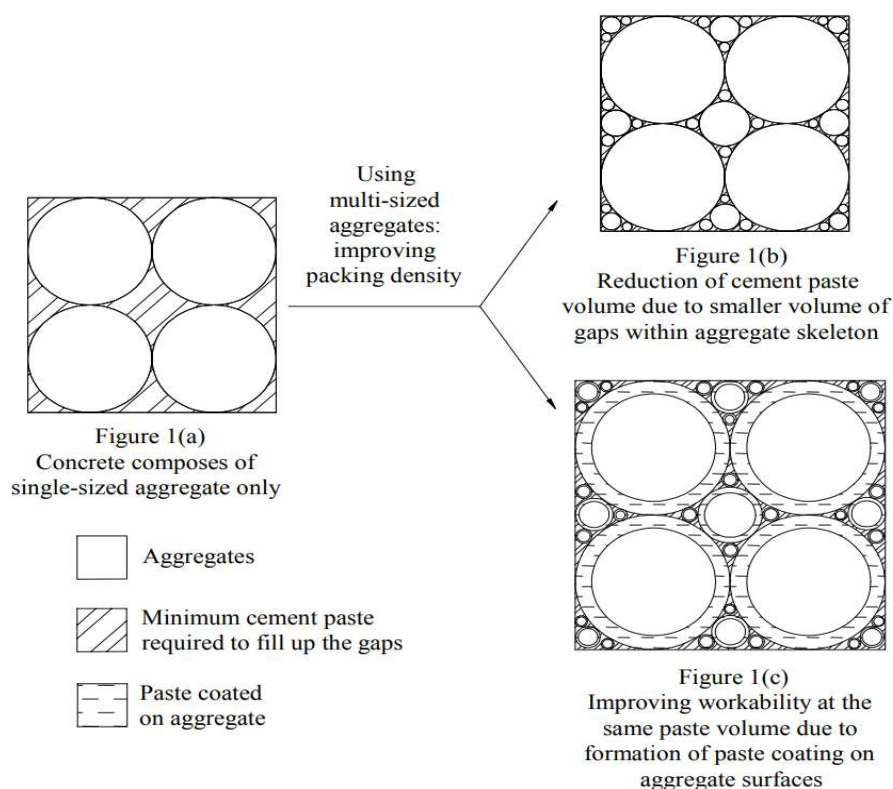 Using
multi-sized
aggregates:
improving
packing density
Figure 1(a)
Concrete composes of
single-sized aggregate only
Figure 1(b)
Reduction of cement paste
volume due to smaller volume of
gaps within aggregate skeleton
Aggregates
Minimum cement paste
required to fill up the gaps
Paste coated
on aggregate
Figure 1(c)
Improving workability at the
same paste volume due to
formation of paste coating on
aggregate surfaces